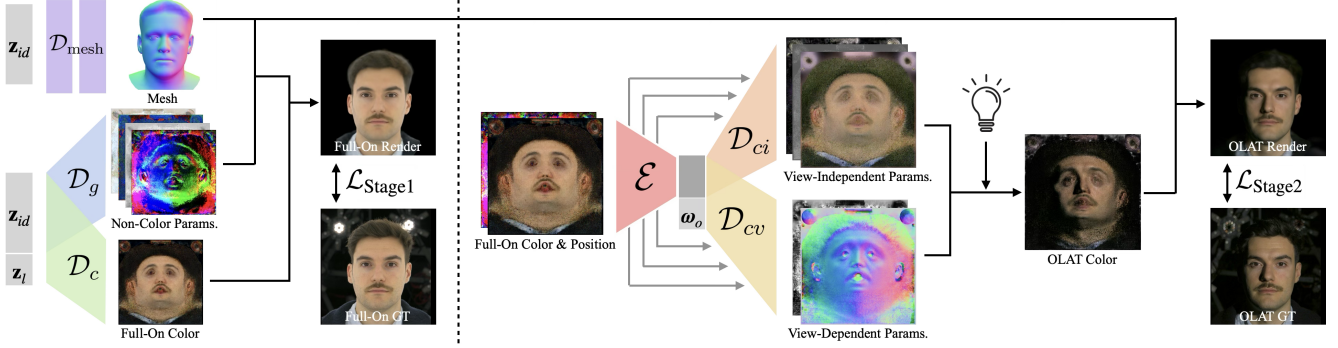 z_id
D_mesh
Mesh
D_g
Non-Color Params.
z_id
z_l
D_c
Full-On Color
Full-On Render
L_Stage1
Full-On GT
Full-On Color & Position
E
ω_o
D_ci
D_cv
View-Independent Params.
View-Dependent Params.
OLAT Color
OLAT Render
L_Stage2
OLAT GT